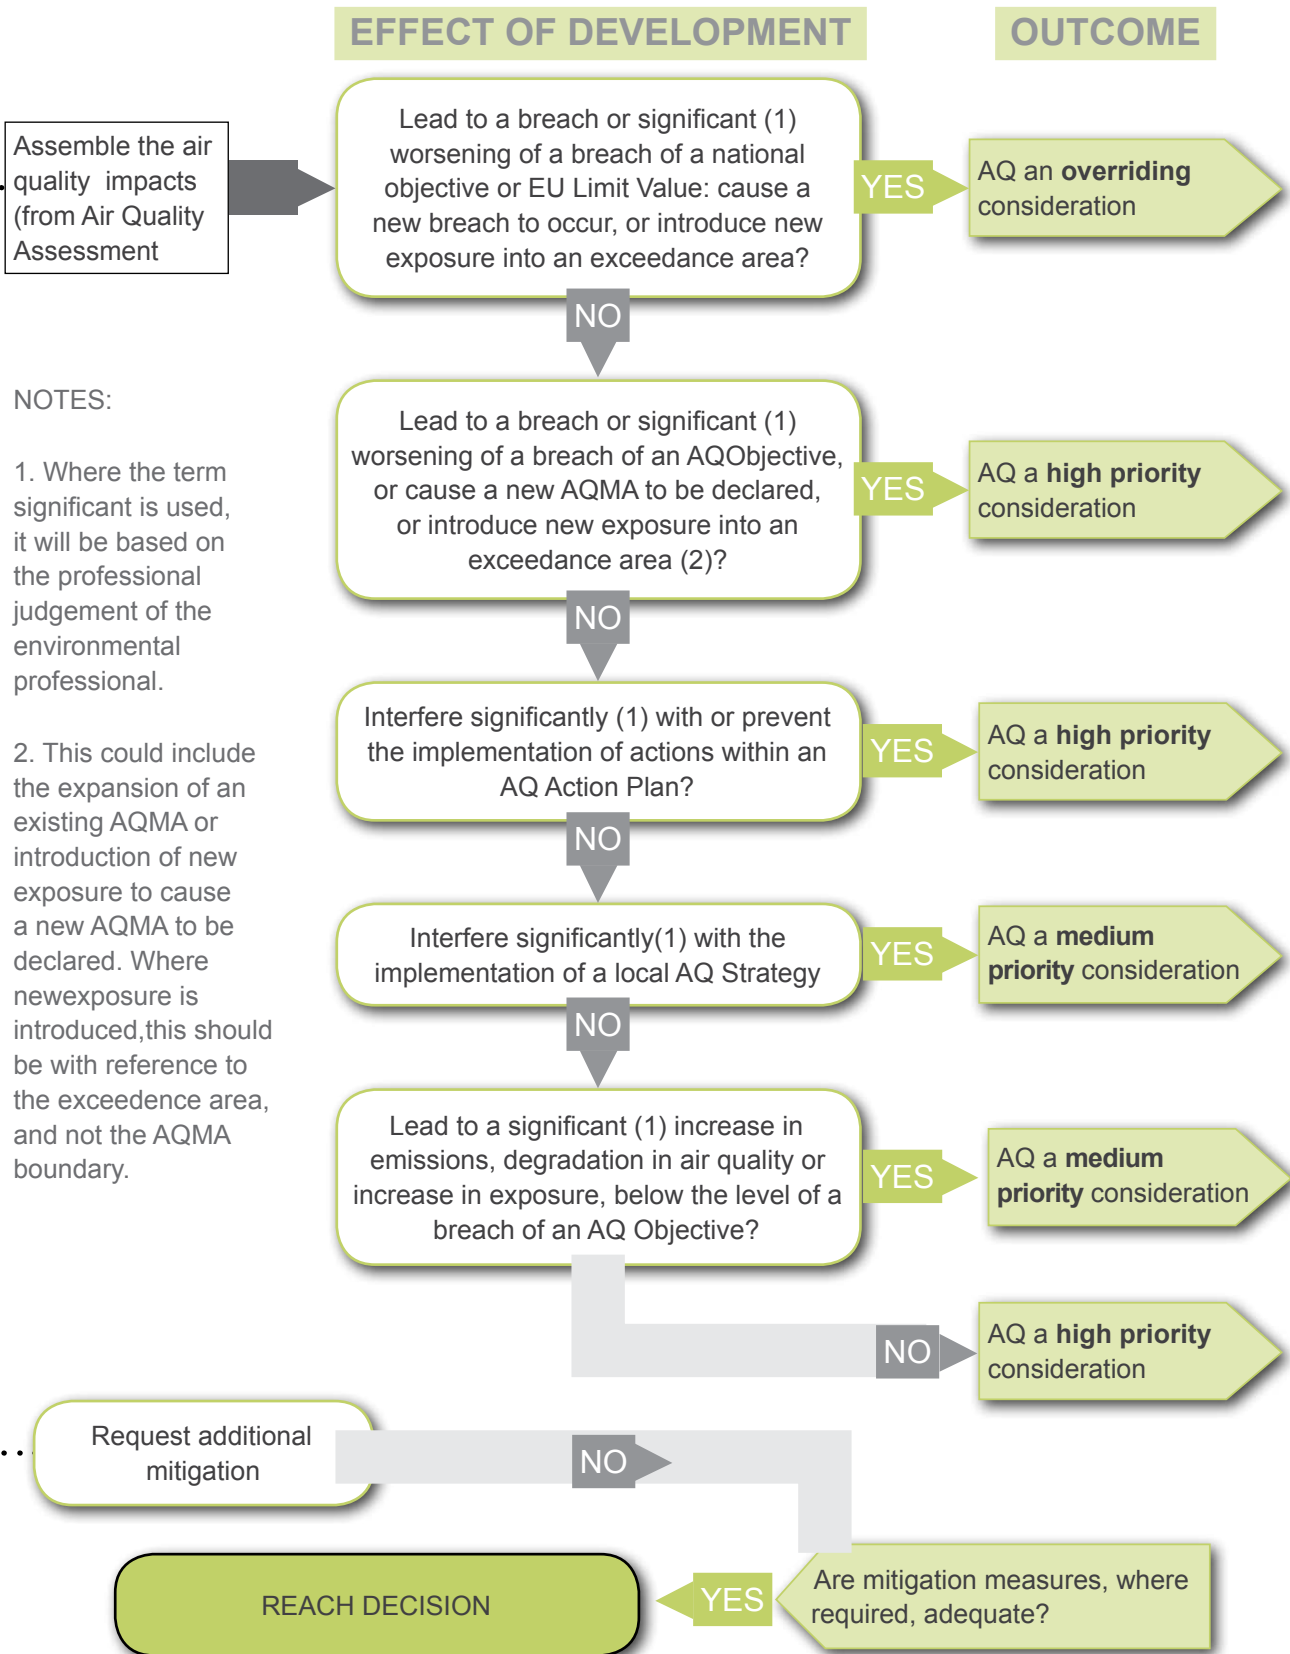 EFFECT OF DEVELOPMENT
OUTCOME
Assemble the air
quality impacts
(from Air Quality
Assessment
Lead to a breach or significant (1)
worsening of a breach of a national
objective or EU Limit Value: cause a
new breach to occur, or introduce new
exposure into an exceedance area?
YES
AQ an overriding
consideration
NO
Lead to a breach or significant (1)
worsening of a breach of an AQObjective,
or cause a new AQMA to be declared,
or introduce new exposure into an
exceedance area (2)?
YES
AQ a high priority
consideration
NO
Interfere significantly (1) with or prevent
the implementation of actions within an
AQ Action Plan?
YES
AQ a high priority
consideration
NO
Interfere significantly(1) with the
implementation of a local AQ Strategy
YES
AQ a medium
priority consideration
NO
Lead to a significant (1) increase in
emissions, degradation in air quality or
increase in exposure, below the level of a
breach of an AQ Objective?
YES
AQ a medium
priority consideration
NO
AQ a high priority
consideration
NOTES:
1. Where the term
significant is used,
it will be based on
the professional
judgement of the
environmental
professional.
2. This could include
the expansion of an
existing AQMA or
introduction of new
exposure to cause
a new AQMA to be
declared. Where
newexposure is
introduced,this should
be with reference to
the exceedence area,
and not the AQMA
boundary.
Request additional
mitigation
NO
Are mitigation measures, where
required, adequate?
YES
REACH DECISION